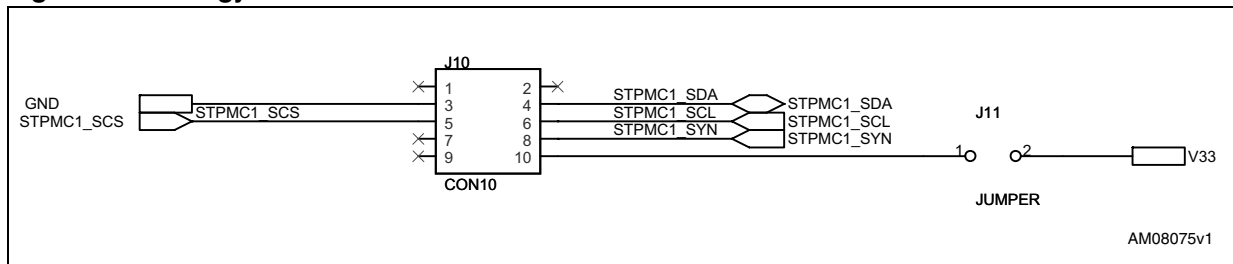 J10
1 2
GND 3 4 STPMC1_SDA STPMC1_SDA
STPMC1_SCS STPMC1_SCS 5 6 STPMC1_SCL STPMC1_SCL
7 8 STPMC1_SYN STPMC1_SYN
9 10
CON10
J11
1 2
V33
JUMPER
AM08075v1